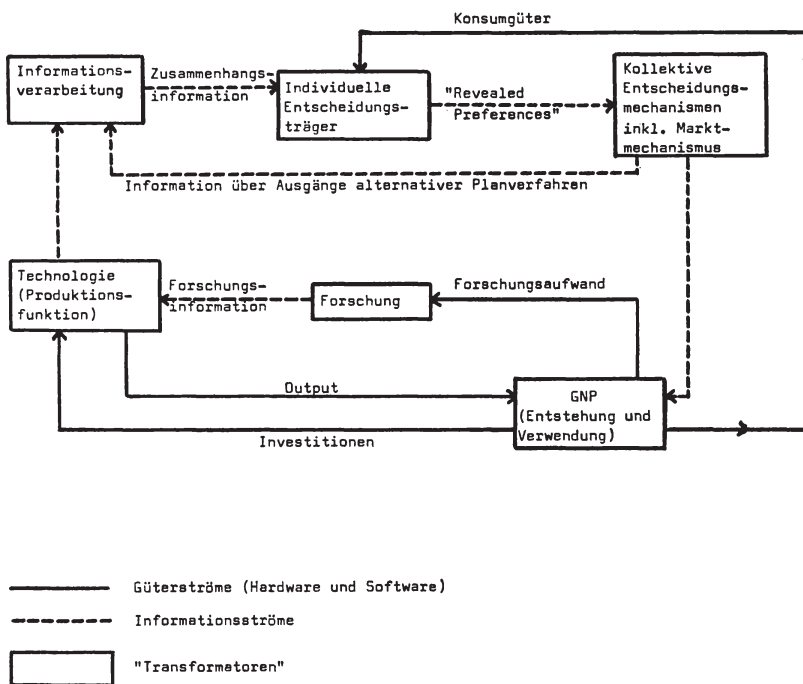 Konsumgüter
Informations-
verarbeitung
Zusammenhangs-
information
Individuelle
Entscheidungs-
träger
"Revealed
Preferences"
Kollektive
Entscheidungs-
mechanismen
inkl. Markt-
mechanismus
Information über Ausgänge alternativer Planverfahren
Technologie
(Produktions-
funktion)
Forschungs-
information
Forschung
Forschungsaufwand
Output
GNP
(Entstehung und
Verwendung)
Investitionen
Güterströme (Hardware und Software)
Informationsströme
"Transformatoren"